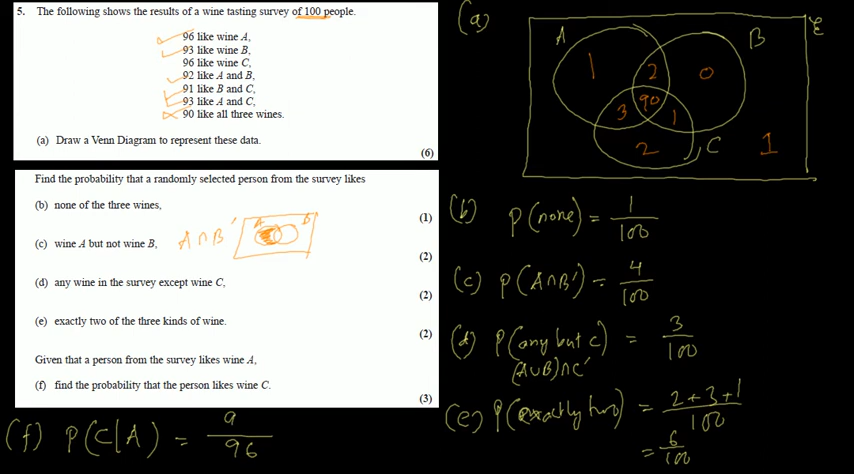 5. The following shows the results of a wine tasting survey of 100 people.
96 like wine A,
93 like wine B,
96 like wine C,
92 like A and B,
91 like B and C,
93 like A and C,
90 like all three wines.
(a) Draw a Venn Diagram to represent these data.
(6)
Find the probability that a randomly selected person from the survey likes
(b) none of the three wines,
(1)
(c) wine A but not wine B,
(2)
A∩B′
A B
(d) any wine in the survey except wine C,
(2)
(e) exactly two of the three kinds of wine.
(2)
Given that a person from the survey likes wine A,
(f) find the probability that the person likes wine C.
(3)
(a)
A B ℰ
1 2 0
90
3 1
2 C 1
(b) P(none) = 1/100
(c) P(A∩B′) = 4/100
(d) P(any but C) = 3/100
(A∪B)∩C′
(e) P(exactly two) = 2+3+1/100
= 6/100
(f) P(C|A) = 9/96